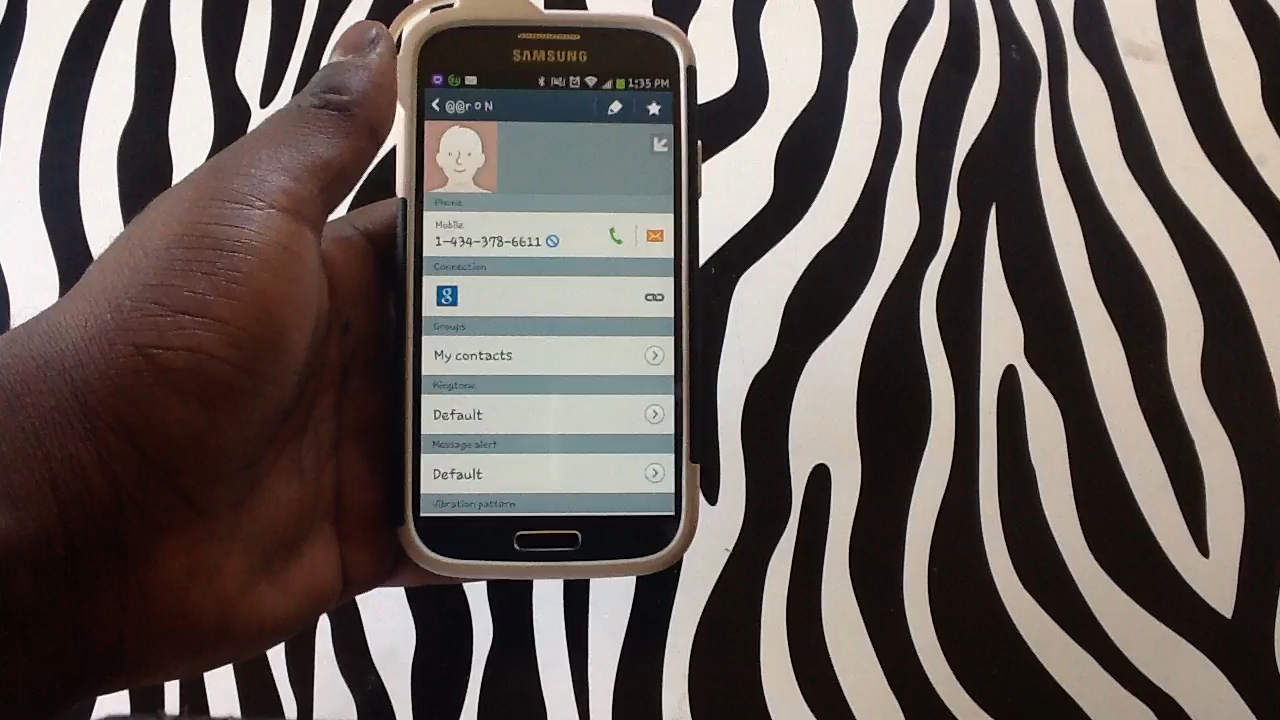 SAMSUNG
1:35 PM
@@r o N
Phone
Mobile
1-434-378-6611
Connection
8
Groups
My contacts
Ringtone
Default
Message alert
Default
Vibration pattern